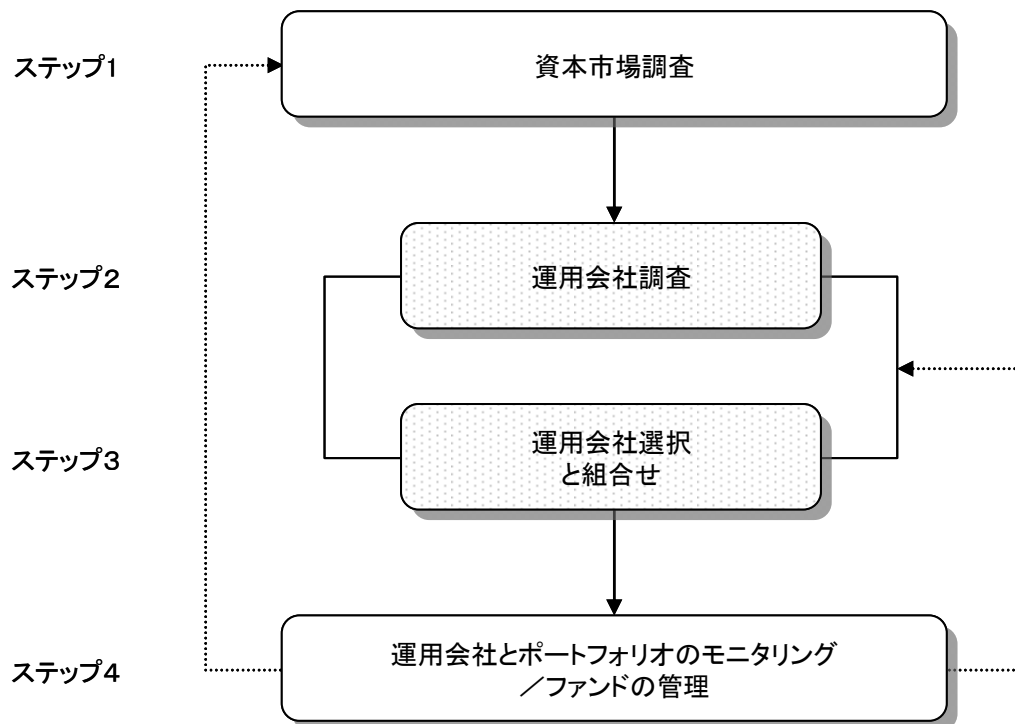 ステップ1
資本市場調査
ステップ2
運用会社調査
ステップ3
運用会社選択
と組合せ
ステップ4
運用会社とポートフォリオのモニタリング
／ファンドの管理